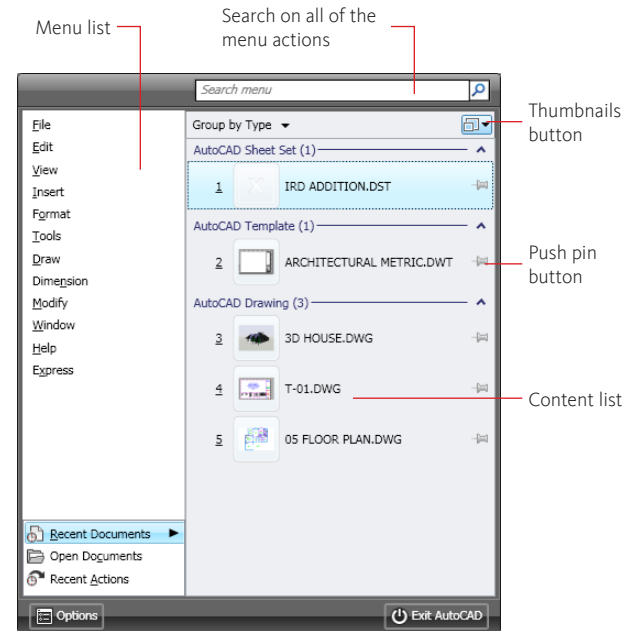 Menu list
Search on all of the
menu actions
Search menu
Thumbnails
button
File
Edit
View
Insert
Format
Tools
Draw
Dimension
Modify
Window
Help
Express
Group by Type
AutoCAD Sheet Set (1)
1 IRD ADDITION.DST
AutoCAD Template (1)
2 ARCHITECTURAL METRIC.DWT
Push pin
button
AutoCAD Drawing (3)
3 3D HOUSE.DWG
4 T-01.DWG
Content list
5 05 FLOOR PLAN.DWG
Recent Documents
Open Documents
Recent Actions
Options
Exit AutoCAD